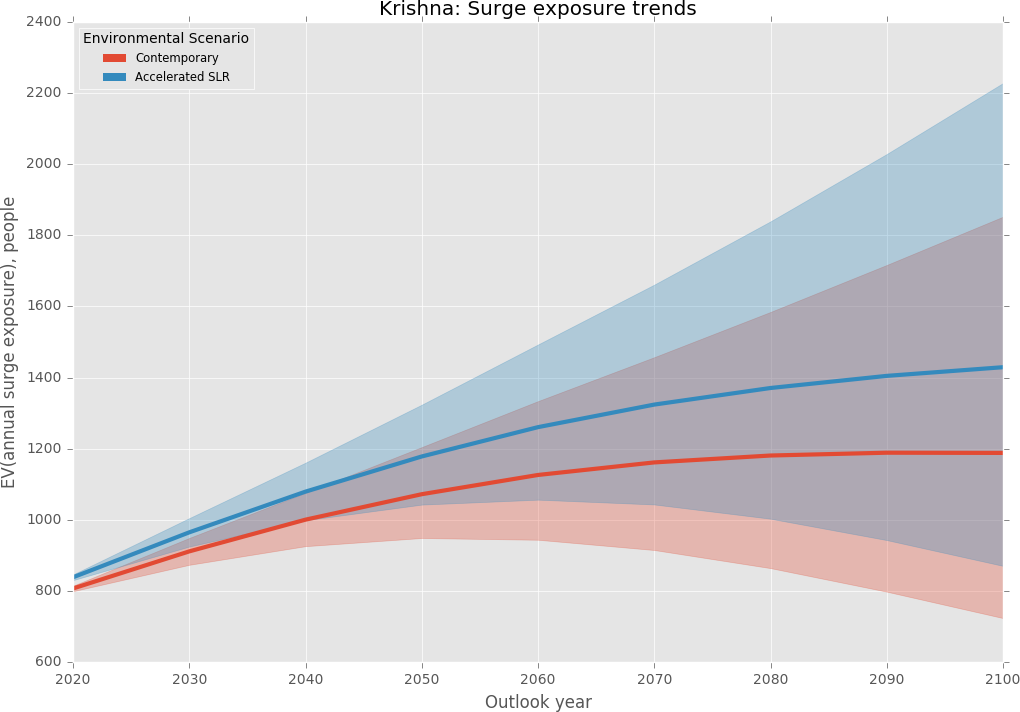 Krishna: Surge exposure trends
Environmental Scenario
Contemporary
Accelerated SLR
EV(annual surge exposure), people
2400
2200
2000
1800
1600
1400
1200
1000
800
600
2020 2030 2040 2050 2060 2070 2080 2090 2100
Outlook year